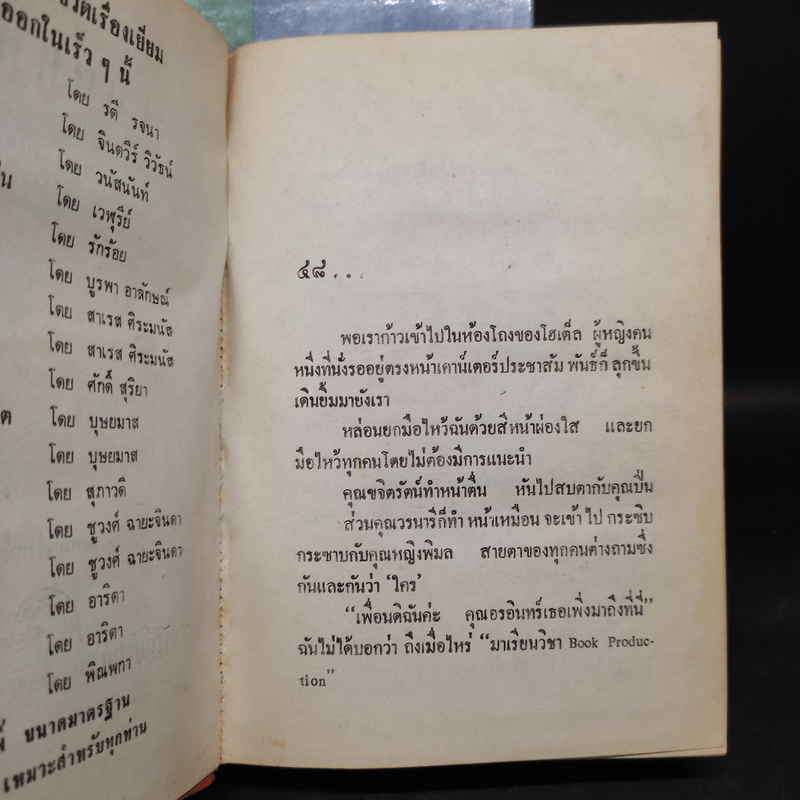 เรื่องเยี่ยม
ออกในเร็ว ๆ นี้
โดย รตี รจนา
โดย จินตวีร์ วิวัธน์
โดย วนัสนันท์
โดย เวฬุรีย์
โดย รักร้อย
โดย บูรพา อาลักษณ์
โดย สาเรส ศิระมนัส
โดย สาเรส ศิระมนัส
โดย ศักดิ์ สุริยา
โดย บุษยมาส
โดย บุษยมาส
โดย สุภาวดี
โดย ชูวงศ์ ฉายะจินดา
โดย ชูวงศ์ ฉายะจินดา
โดย อาริตา
โดย อาริตา
โดย พิณพกา
ขนาดมาตรฐาน
เหมาะสำหรับทุกท่าน
๔๘...
พอเราก้าวเข้าไปในห้องโถงของโฮเต็ล ผู้หญิงคน
หนึ่งที่นั่งรออยู่ตรงหน้าเคาน์เตอร์ประชาสัม พันธ์ก็ ลุกขึ้น
เดินยิ้มมายังเรา
หล่อนยกมือไหว้ฉันด้วยสีหน้าผ่องใส และยก
มือไหว้ทุกคนโดยไม่ต้องมีการแนะนำ
คุณขจิตรัตน์ทำหน้าตื่น หันไปสบตากับคุณปิ่น
ส่วนคุณวรนารีก็ทำ หน้าเหมือน จะเข้า ไป กระซิบ
กระซาบกับคุณหญิงพิมล สายตาของทุกคนต่างถามซึ่ง
กันและกันว่า ‘ใคร’
“เพื่อนดิฉันค่ะ คุณอรอินทร์เธอเพิ่งมาถึงที่นี่”
ฉันไม่ได้บอกว่า ถึงเมื่อไหร่ “มาเรียนวิชา Book Produc-
tion”